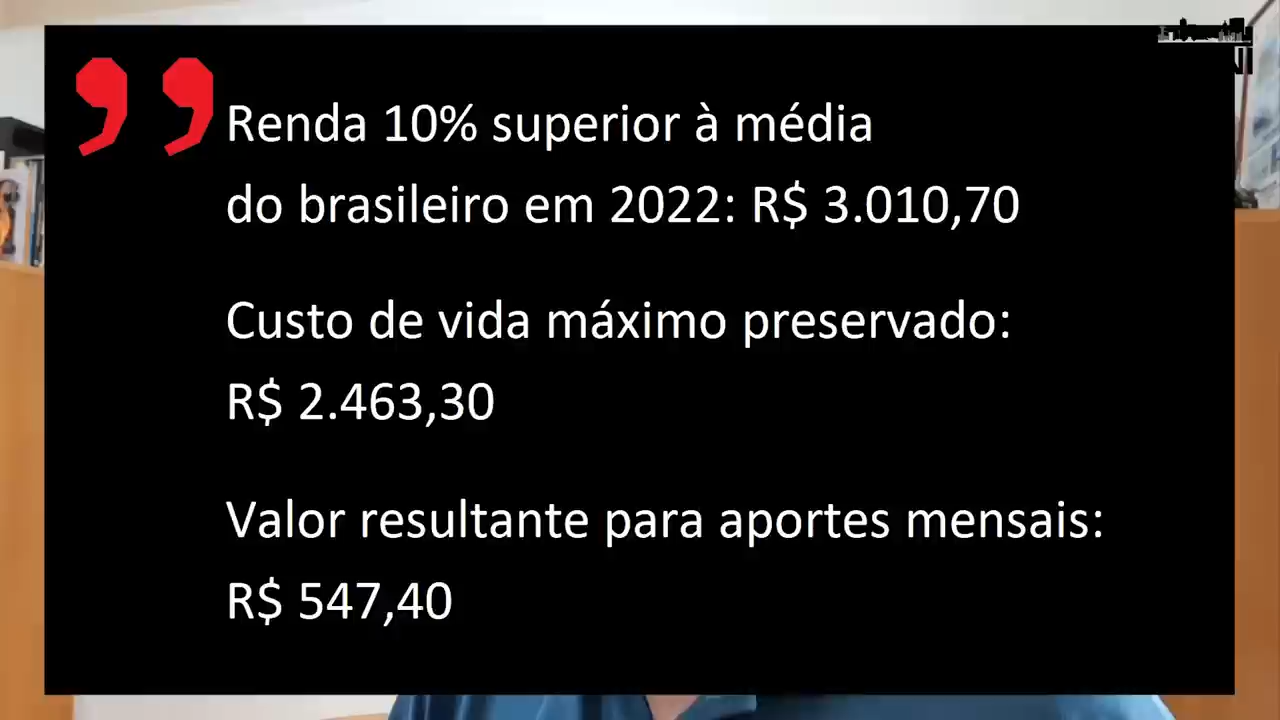 Renda 10% superior à média
do brasileiro em 2022: R$ 3.010,70
Custo de vida máximo preservado:
R$ 2.463,30
Valor resultante para aportes mensais:
R$ 547,40